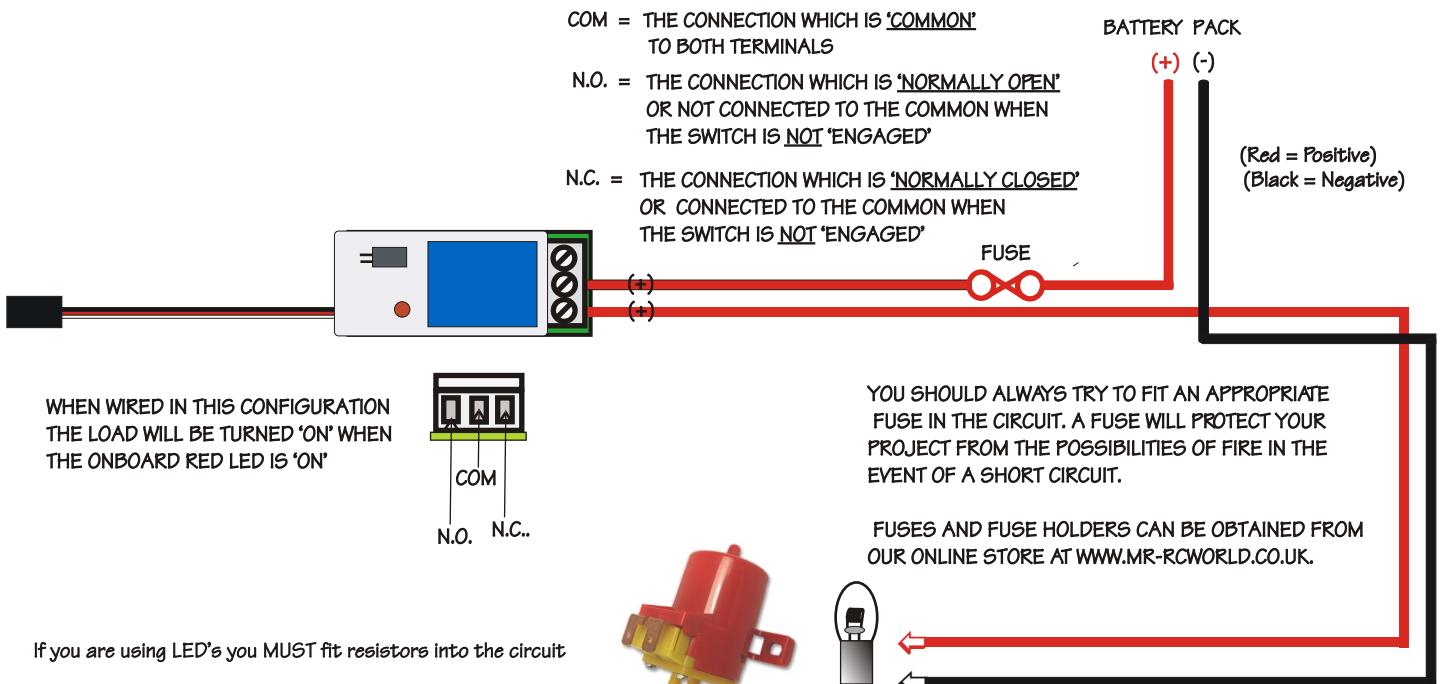 COM = THE CONNECTION WHICH IS ‘COMMON’
TO BOTH TERMINALS
N.O. = THE CONNECTION WHICH IS ‘NORMALLY OPEN’
OR NOT CONNECTED TO THE COMMON WHEN
THE SWITCH IS NOT ‘ENGAGED’
N.C. = THE CONNECTION WHICH IS ‘NORMALLY CLOSED’
OR CONNECTED TO THE COMMON WHEN
THE SWITCH IS NOT ‘ENGAGED’
BATTERY PACK
(+) (-)
(Red = Positive)
(Black = Negative)
FUSE
(+)
(+)
WHEN WIRED IN THIS CONFIGURATION
THE LOAD WILL BE TURNED ‘ON’ WHEN
THE ONBOARD RED LED IS ‘ON’
COM
N.O.
N.C..
YOU SHOULD ALWAYS TRY TO FIT AN APPROPRIATE
FUSE IN THE CIRCUIT. A FUSE WILL PROTECT YOUR
PROJECT FROM THE POSSIBILITIES OF FIRE IN THE
EVENT OF A SHORT CIRCUIT.
FUSES AND FUSE HOLDERS CAN BE OBTAINED FROM
OUR ONLINE STORE AT WWW.MR-RCWORLD.CO.UK.
If you are using LED's you MUST fit resistors into the circuit